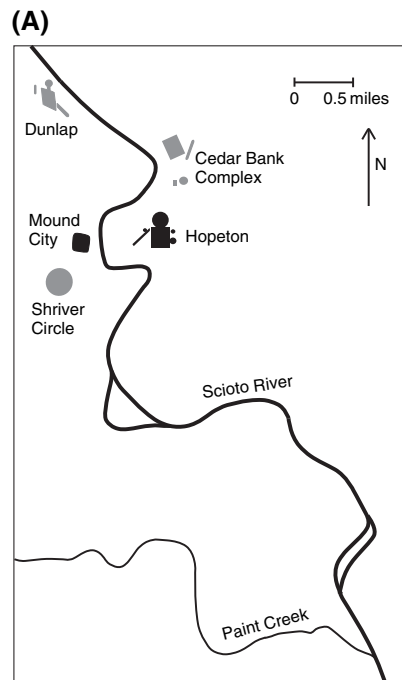 (A)
0 0.5 miles
Dunlap
N
Cedar Bank
Complex
Mound
City
Hopeton
Shriver
Circle
Scioto River
Paint Creek